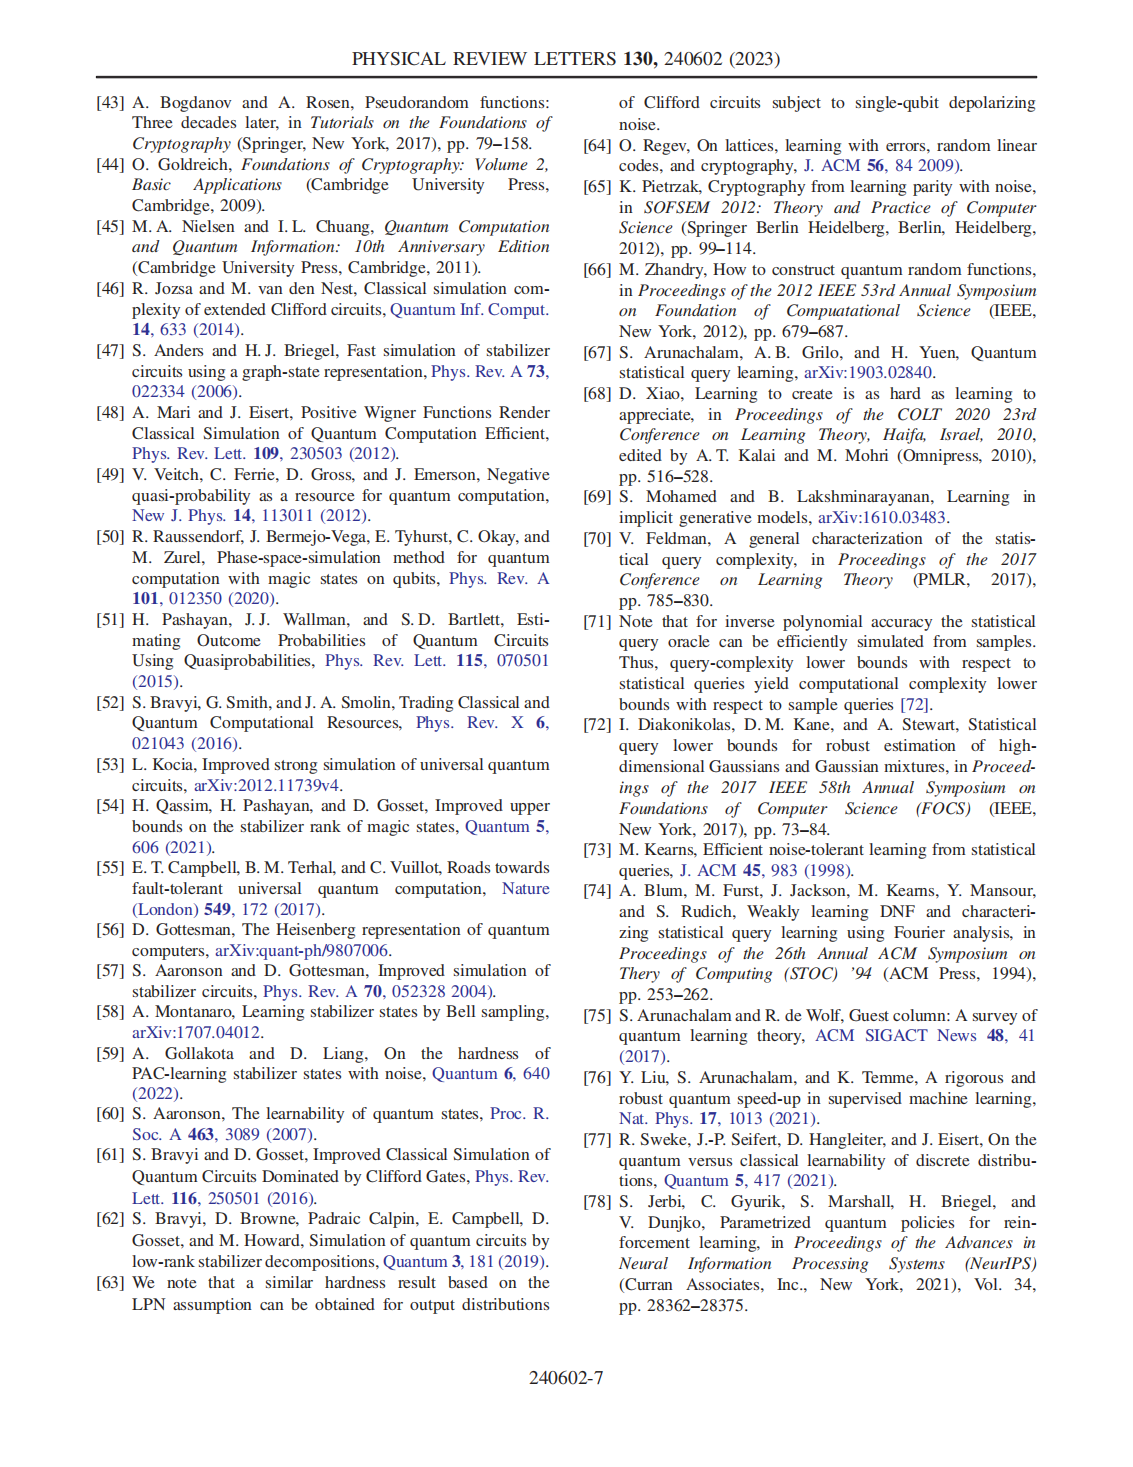 PHYSICAL REVIEW LETTERS 130, 240602 (2023)
[43] A. Bogdanov and A. Rosen, Pseudorandom functions:
Three decades later, in Tutorials on the Foundations of
Cryptography (Springer, New York, 2017), pp. 79–158.
[44] O. Goldreich, Foundations of Cryptography: Volume 2,
Basic Applications (Cambridge University Press,
Cambridge, 2009).
[45] M. A. Nielsen and I. L. Chuang, Quantum Computation
and Quantum Information: 10th Anniversary Edition
(Cambridge University Press, Cambridge, 2011).
[46] R. Jozsa and M. van den Nest, Classical simulation com-
plexity of extended Clifford circuits, Quantum Inf. Comput.
14, 633 (2014).
[47] S. Anders and H. J. Briegel, Fast simulation of stabilizer
circuits using a graph-state representation, Phys. Rev. A 73,
022334 (2006).
[48] A. Mari and J. Eisert, Positive Wigner Functions Render
Classical Simulation of Quantum Computation Efficient,
Phys. Rev. Lett. 109, 230503 (2012).
[49] V. Veitch, C. Ferrie, D. Gross, and J. Emerson, Negative
quasi-probability as a resource for quantum computation,
New J. Phys. 14, 113011 (2012).
[50] R. Raussendorf, J. Bermejo-Vega, E. Tyhurst, C. Okay, and
M. Zurel, Phase-space-simulation method for quantum
computation with magic states on qubits, Phys. Rev. A
101, 012350 (2020).
[51] H. Pashayan, J. J. Wallman, and S. D. Bartlett, Esti-
mating Outcome Probabilities of Quantum Circuits
Using Quasiprobabilities, Phys. Rev. Lett. 115, 070501
(2015).
[52] S. Bravyi, G. Smith, and J. A. Smolin, Trading Classical and
Quantum Computational Resources, Phys. Rev. X 6,
021043 (2016).
[53] L. Kocia, Improved strong simulation of universal quantum
circuits, arXiv:2012.11739v4.
[54] H. Qassim, H. Pashayan, and D. Gosset, Improved upper
bounds on the stabilizer rank of magic states, Quantum 5,
606 (2021).
[55] E. T. Campbell, B. M. Terhal, and C. Vuillot, Roads towards
fault-tolerant universal quantum computation, Nature
(London) 549, 172 (2017).
[56] D. Gottesman, The Heisenberg representation of quantum
computers, arXiv:quant-ph/9807006.
[57] S. Aaronson and D. Gottesman, Improved simulation of
stabilizer circuits, Phys. Rev. A 70, 052328 2004).
[58] A. Montanaro, Learning stabilizer states by Bell sampling,
arXiv:1707.04012.
[59] A. Gollakota and D. Liang, On the hardness of
PAC-learning stabilizer states with noise, Quantum 6, 640
(2022).
[60] S. Aaronson, The learnability of quantum states, Proc. R.
Soc. A 463, 3089 (2007).
[61] S. Bravyi and D. Gosset, Improved Classical Simulation of
Quantum Circuits Dominated by Clifford Gates, Phys. Rev.
Lett. 116, 250501 (2016).
[62] S. Bravyi, D. Browne, Padraic Calpin, E. Campbell, D.
Gosset, and M. Howard, Simulation of quantum circuits by
low-rank stabilizer decompositions, Quantum 3, 181 (2019).
[63] We note that a similar hardness result based on the
LPN assumption can be obtained for output distributions
of Clifford circuits subject to single-qubit depolarizing
noise.
[64] O. Regev, On lattices, learning with errors, random linear
codes, and cryptography, J. ACM 56, 84 2009).
[65] K. Pietrzak, Cryptography from learning parity with noise,
in SOFSEM 2012: Theory and Practice of Computer
Science (Springer Berlin Heidelberg, Berlin, Heidelberg,
2012), pp. 99–114.
[66] M. Zhandry, How to construct quantum random functions,
in Proceedings of the 2012 IEEE 53rd Annual Symposium
on Foundation of Compuatational Science (IEEE,
New York, 2012), pp. 679–687.
[67] S. Arunachalam, A. B. Grilo, and H. Yuen, Quantum
statistical query learning, arXiv:1903.02840.
[68] D. Xiao, Learning to create is as hard as learning to
appreciate, in Proceedings of the COLT 2020 23rd
Conference on Learning Theory, Haifa, Israel, 2010,
edited by A. T. Kalai and M. Mohri (Omnipress, 2010),
pp. 516–528.
[69] S. Mohamed and B. Lakshminarayanan, Learning in
implicit generative models, arXiv:1610.03483.
[70] V. Feldman, A general characterization of the statis-
tical query complexity, in Proceedings of the 2017
Conference on Learning Theory (PMLR, 2017),
pp. 785–830.
[71] Note that for inverse polynomial accuracy the statistical
query oracle can be efficiently simulated from samples.
Thus, query-complexity lower bounds with respect to
statistical queries yield computational complexity lower
bounds with respect to sample queries [72].
[72] I. Diakonikolas, D. M. Kane, and A. Stewart, Statistical
query lower bounds for robust estimation of high-
dimensional Gaussians and Gaussian mixtures, in Proceed-
ings of the 2017 IEEE 58th Annual Symposium on
Foundations of Computer Science (FOCS) (IEEE,
New York, 2017), pp. 73–84.
[73] M. Kearns, Efficient noise-tolerant learning from statistical
queries, J. ACM 45, 983 (1998).
[74] A. Blum, M. Furst, J. Jackson, M. Kearns, Y. Mansour,
and S. Rudich, Weakly learning DNF and characteri-
zing statistical query learning using Fourier analysis, in
Proceedings of the 26th Annual ACM Symposium on
Thery of Computing (STOC) '94 (ACM Press, 1994),
pp. 253–262.
[75] S. Arunachalam and R. de Wolf, Guest column: A survey of
quantum learning theory, ACM SIGACT News 48, 41
(2017).
[76] Y. Liu, S. Arunachalam, and K. Temme, A rigorous and
robust quantum speed-up in supervised machine learning,
Nat. Phys. 17, 1013 (2021).
[77] R. Sweke, J.-P. Seifert, D. Hangleiter, and J. Eisert, On the
quantum versus classical learnability of discrete distribu-
tions, Quantum 5, 417 (2021).
[78] S. Jerbi, C. Gyurik, S. Marshall, H. Briegel, and
V. Dunjko, Parametrized quantum policies for rein-
forcement learning, in Proceedings of the Advances in
Neural Information Processing Systems (NeurIPS)
(Curran Associates, Inc., New York, 2021), Vol. 34,
pp. 28362–28375.
240602-7